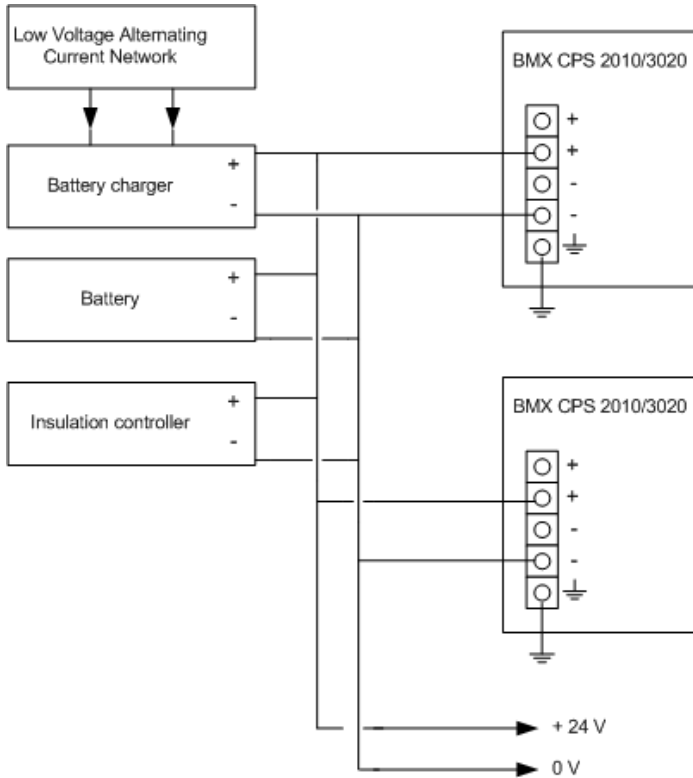 Low Voltage Alternating
Current Network
BMX CPS 2010/3020
+
+
-
-
Battery charger
+
-
Battery
+
-
Insulation controller
+
-
BMX CPS 2010/3020
+
+
-
-
+ 24 V
0 V